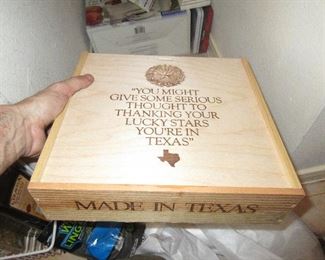 "YOU MIGHT
GIVE SOME SERIOUS
THOUGHT TO
THANKING YOUR
LUCKY STARS
YOU'RE IN
TEXAS"
MADE IN TEXAS